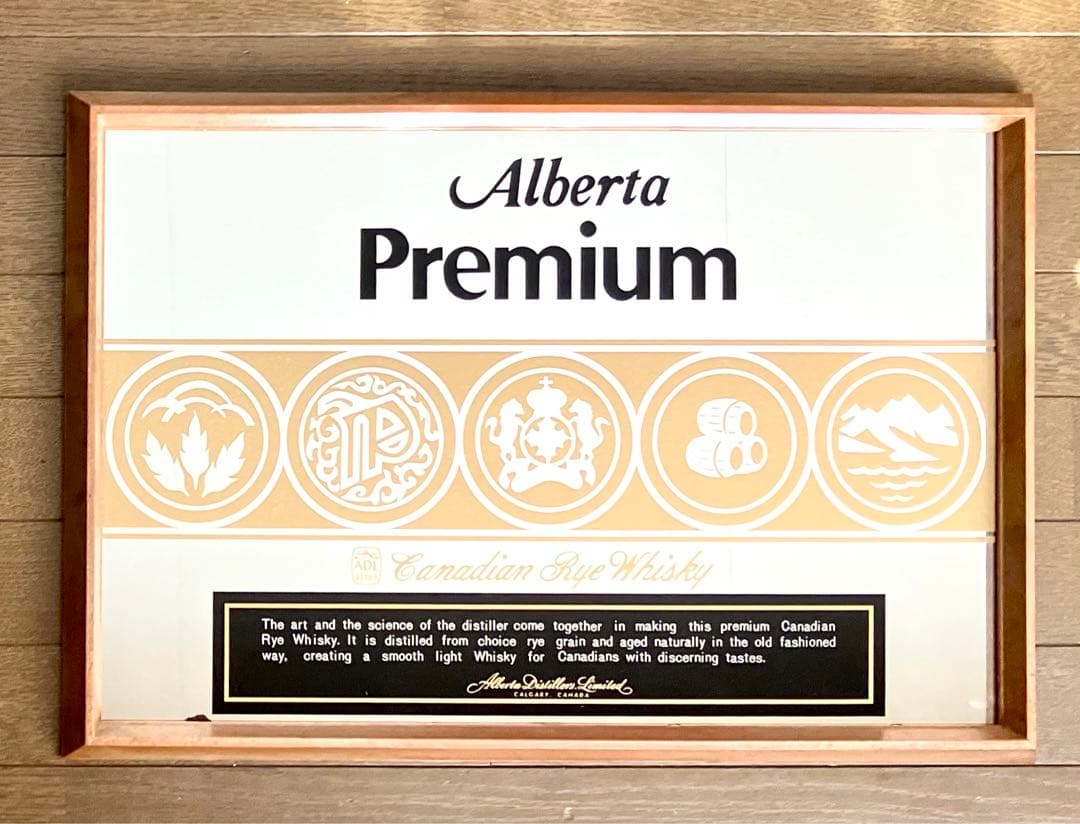 Alberta
Premium
ADL
Canadian Rye Whisky
The art and the science of the distiller come together in making this premium Canadian
Rye Whisky. It is distilled from choice rye grain and aged naturally in the old fashioned
way, creating a smooth light Whisky for Canadians with discerning tastes.
Alberta Distillers Limited
CALGARY, CANADA